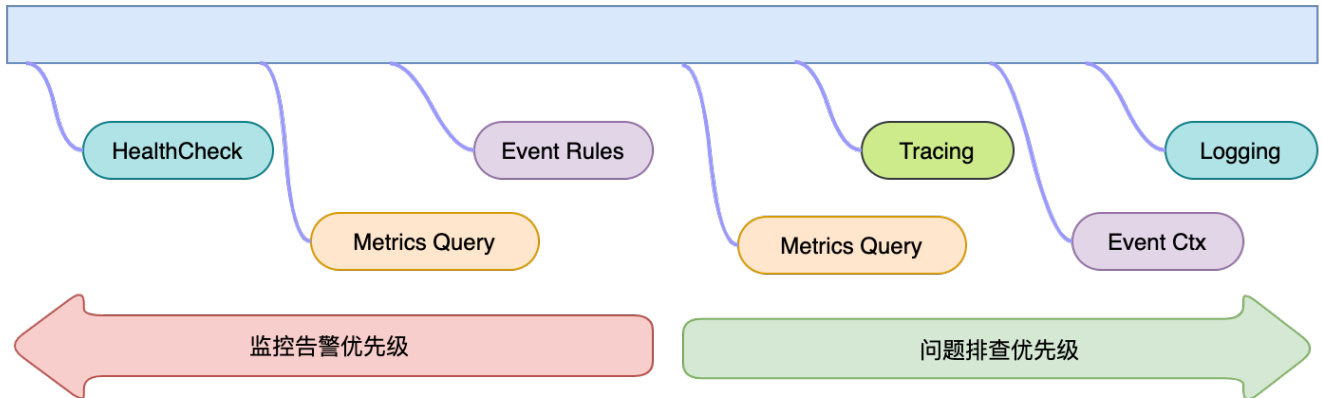 HealthCheck
Event Rules
Tracing
Logging
Metrics Query
Metrics Query
Event Ctx
监控告警优先级
问题排查优先级